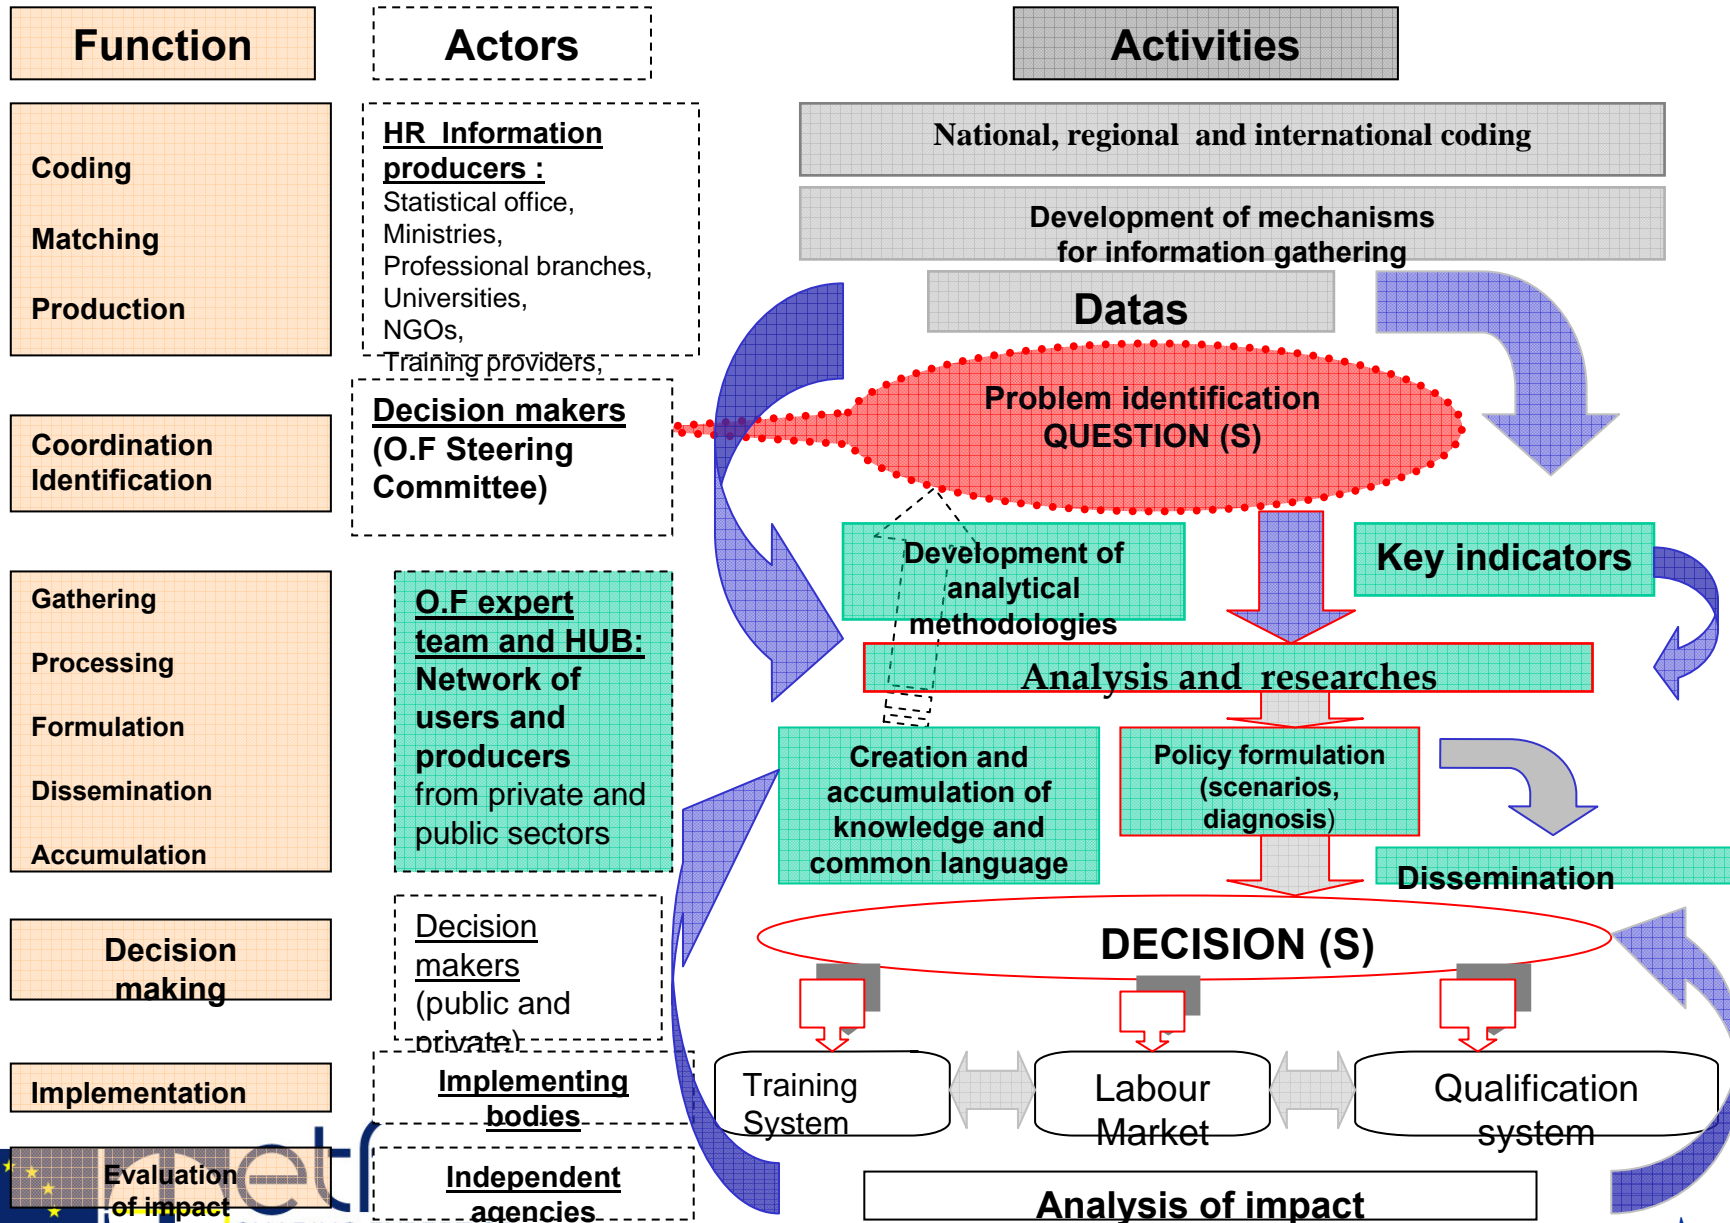 Function
Actors
Activities
Coding
Matching
Production
HR Information
producers :
Statistical office,
Ministries,
Professional branches,
Universities,
NGOs,
Training providers,
National, regional and international coding
Development of mechanisms
for information gathering
Datas
Problem identification
QUESTION (S)
Coordination
Identification
Decision makers
(O.F Steering
Committee)
Development of
analytical
methodologies
Key indicators
Gathering
Processing
Formulation
Dissemination
Accumulation
O.F expert
team and HUB:
Network of
users and
producers
from private and
public sectors
Analysis and researches
Creation and
accumulation of
knowledge and
common language
Policy formulation
(scenarios,
diagnosis)
Dissemination
Decision
making
Decision
makers
(public and
private)
DECISION (S)
Implementation
Implementing
bodies
Training
System
Labour
Market
Qualification
system
Evaluation
of impact
Independent
agencies
Analysis of impact
etf